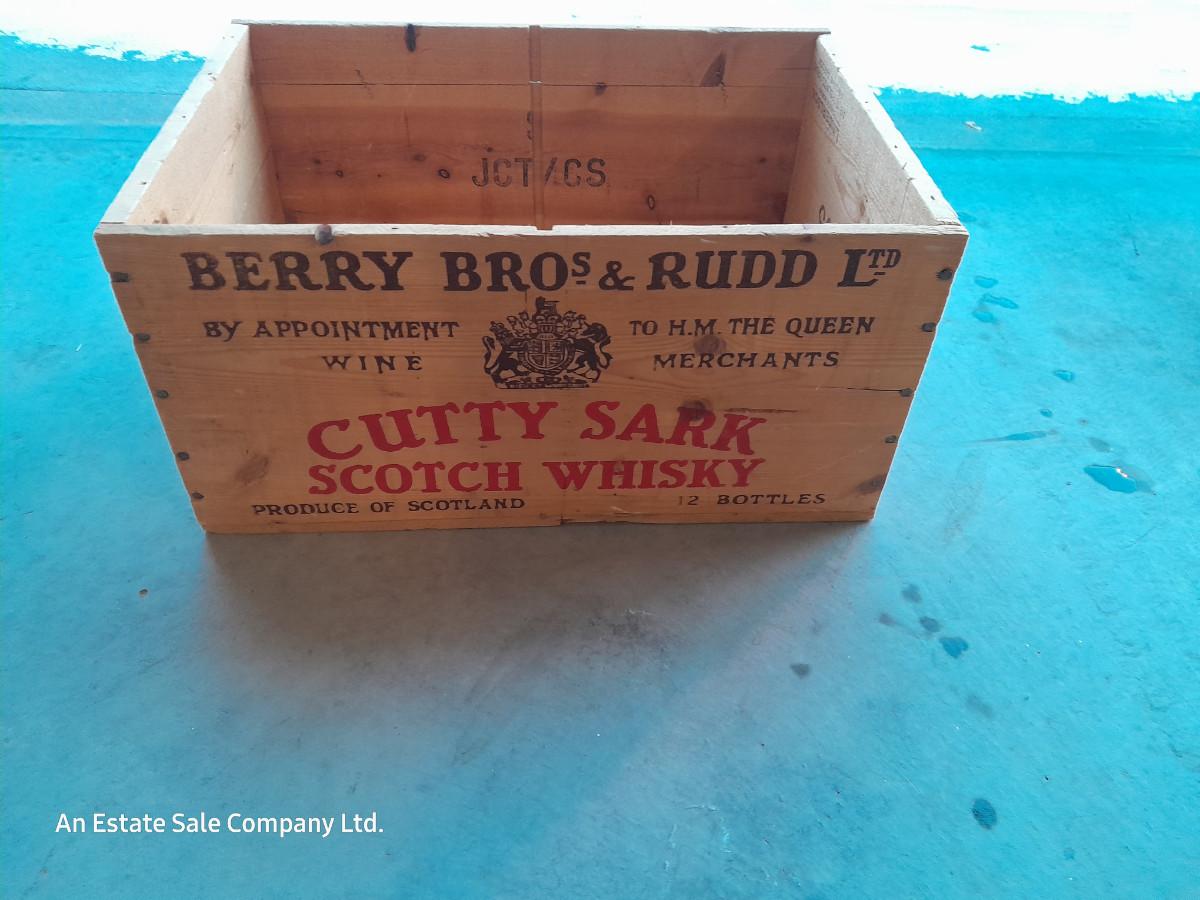 JCT/CS
BERRY BROS & RUDD LTD
BY APPOINTMENT TO H.M. THE QUEEN
WINE MERCHANTS
CUTTY SARK
SCOTCH WHISKY
PRODUCE OF SCOTLAND 12 BOTTLES
An Estate Sale Company Ltd.